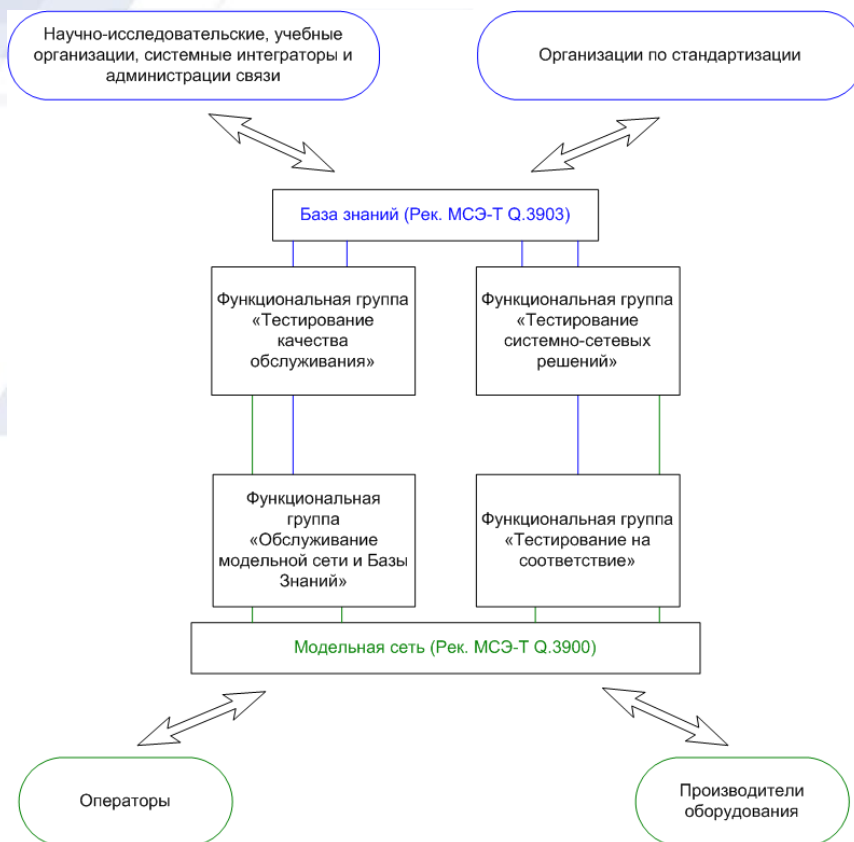 Научно-исследовательские, учебные
организации, системные интеграторы и
администрации связи
Организации по стандартизации
База знаний (Рек. МСЭ-Т Q.3903)
Функциональная группа
«Тестирование
качества
обслуживания»
Функциональная группа
«Тестирование
системно-сетевых
решений»
Функциональная
группа
«Обслуживание
модельной сети и Базы
Знаний»
Функциональная группа
«Тестирование на
соответствие»
Модельная сеть (Рек. МСЭ-Т Q.3900)
Операторы
Производители
оборудования